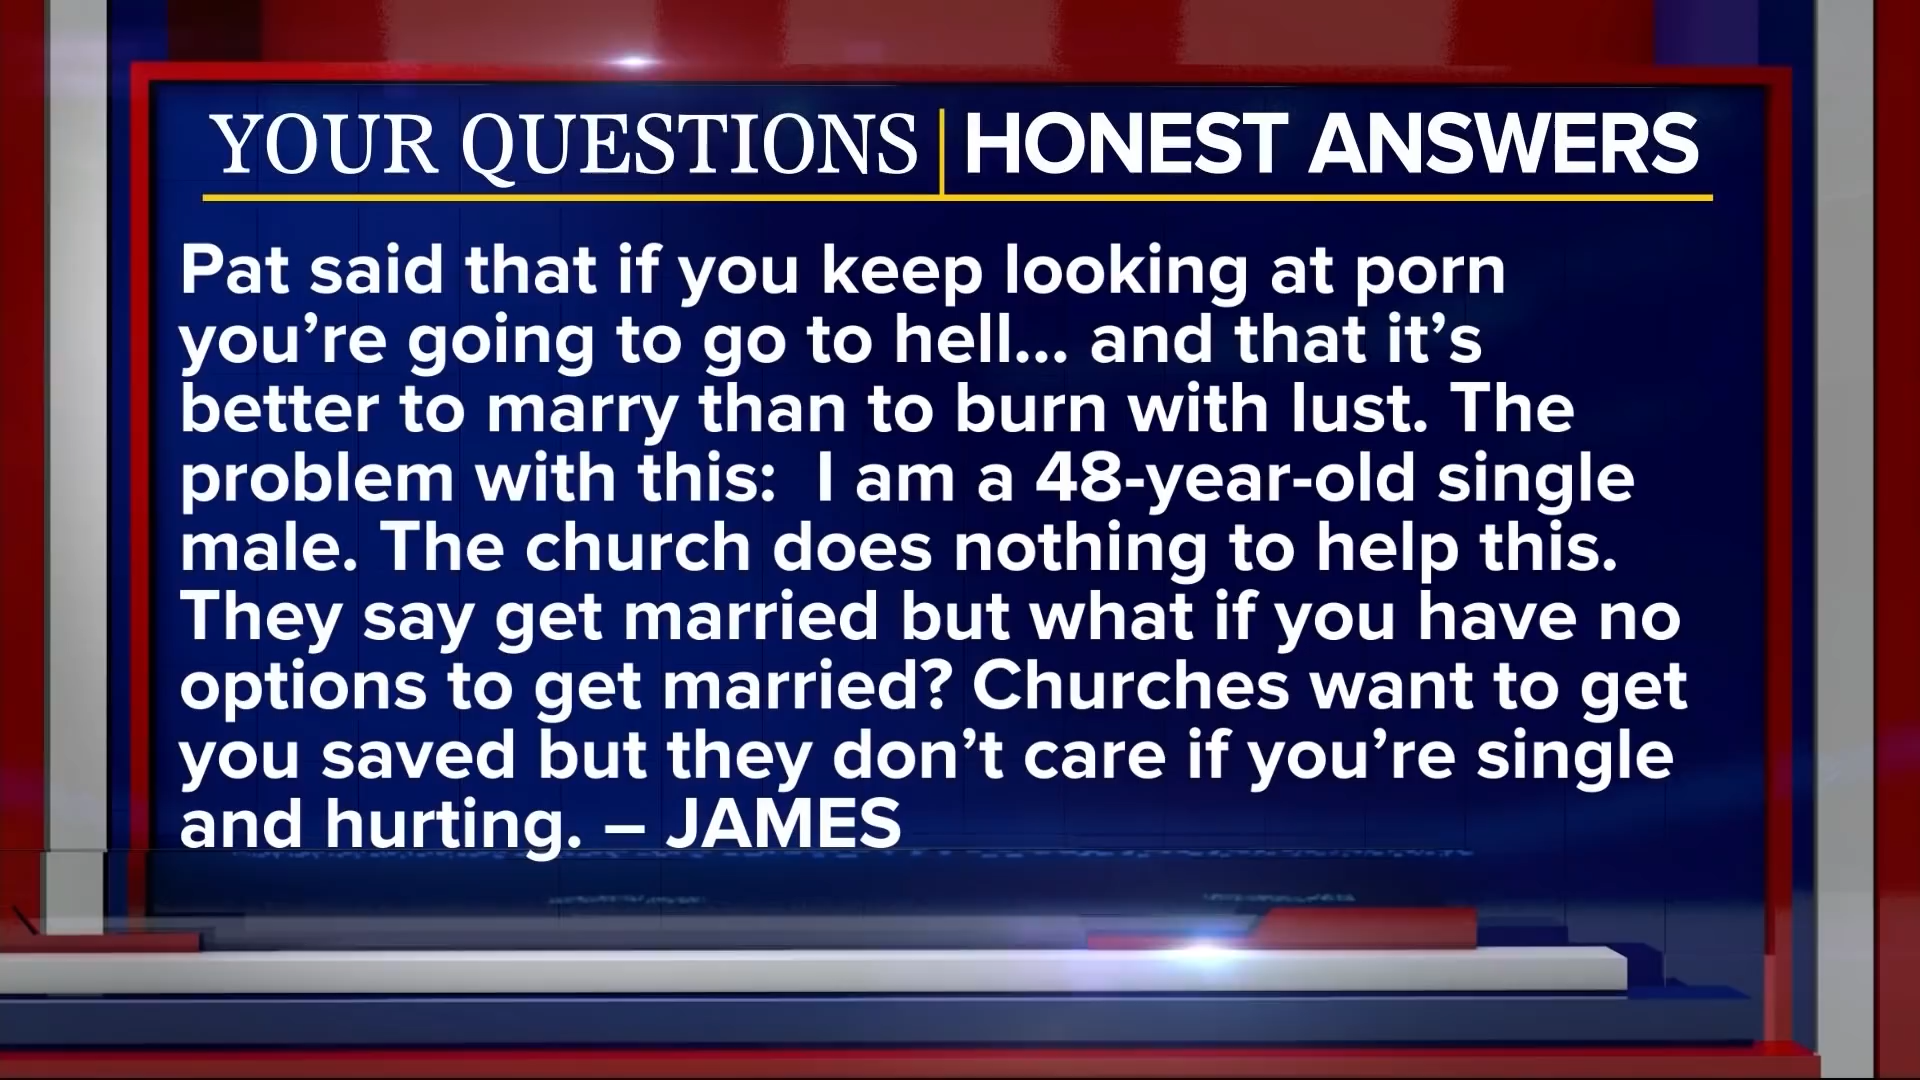 YOUR QUESTIONS | HONEST ANSWERS
Pat said that if you keep looking at porn
you’re going to go to hell... and that it’s
better to marry than to burn with lust. The
problem with this:  I am a 48-year-old single
male. The church does nothing to help this.
They say get married but what if you have no
options to get married? Churches want to get
you saved but they don’t care if you’re single
and hurting. – JAMES